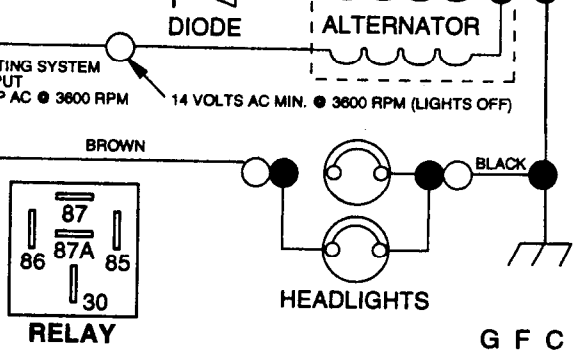 DIODE
ALTERNATOR
TING SYSTEM
PUT
P AC @ 3600 RPM
14 VOLTS AC MIN. @ 3600 RPM (LIGHTS OFF)
BROWN
BLACK
87
87A
86
85
30
RELAY
HEADLIGHTS
G F C